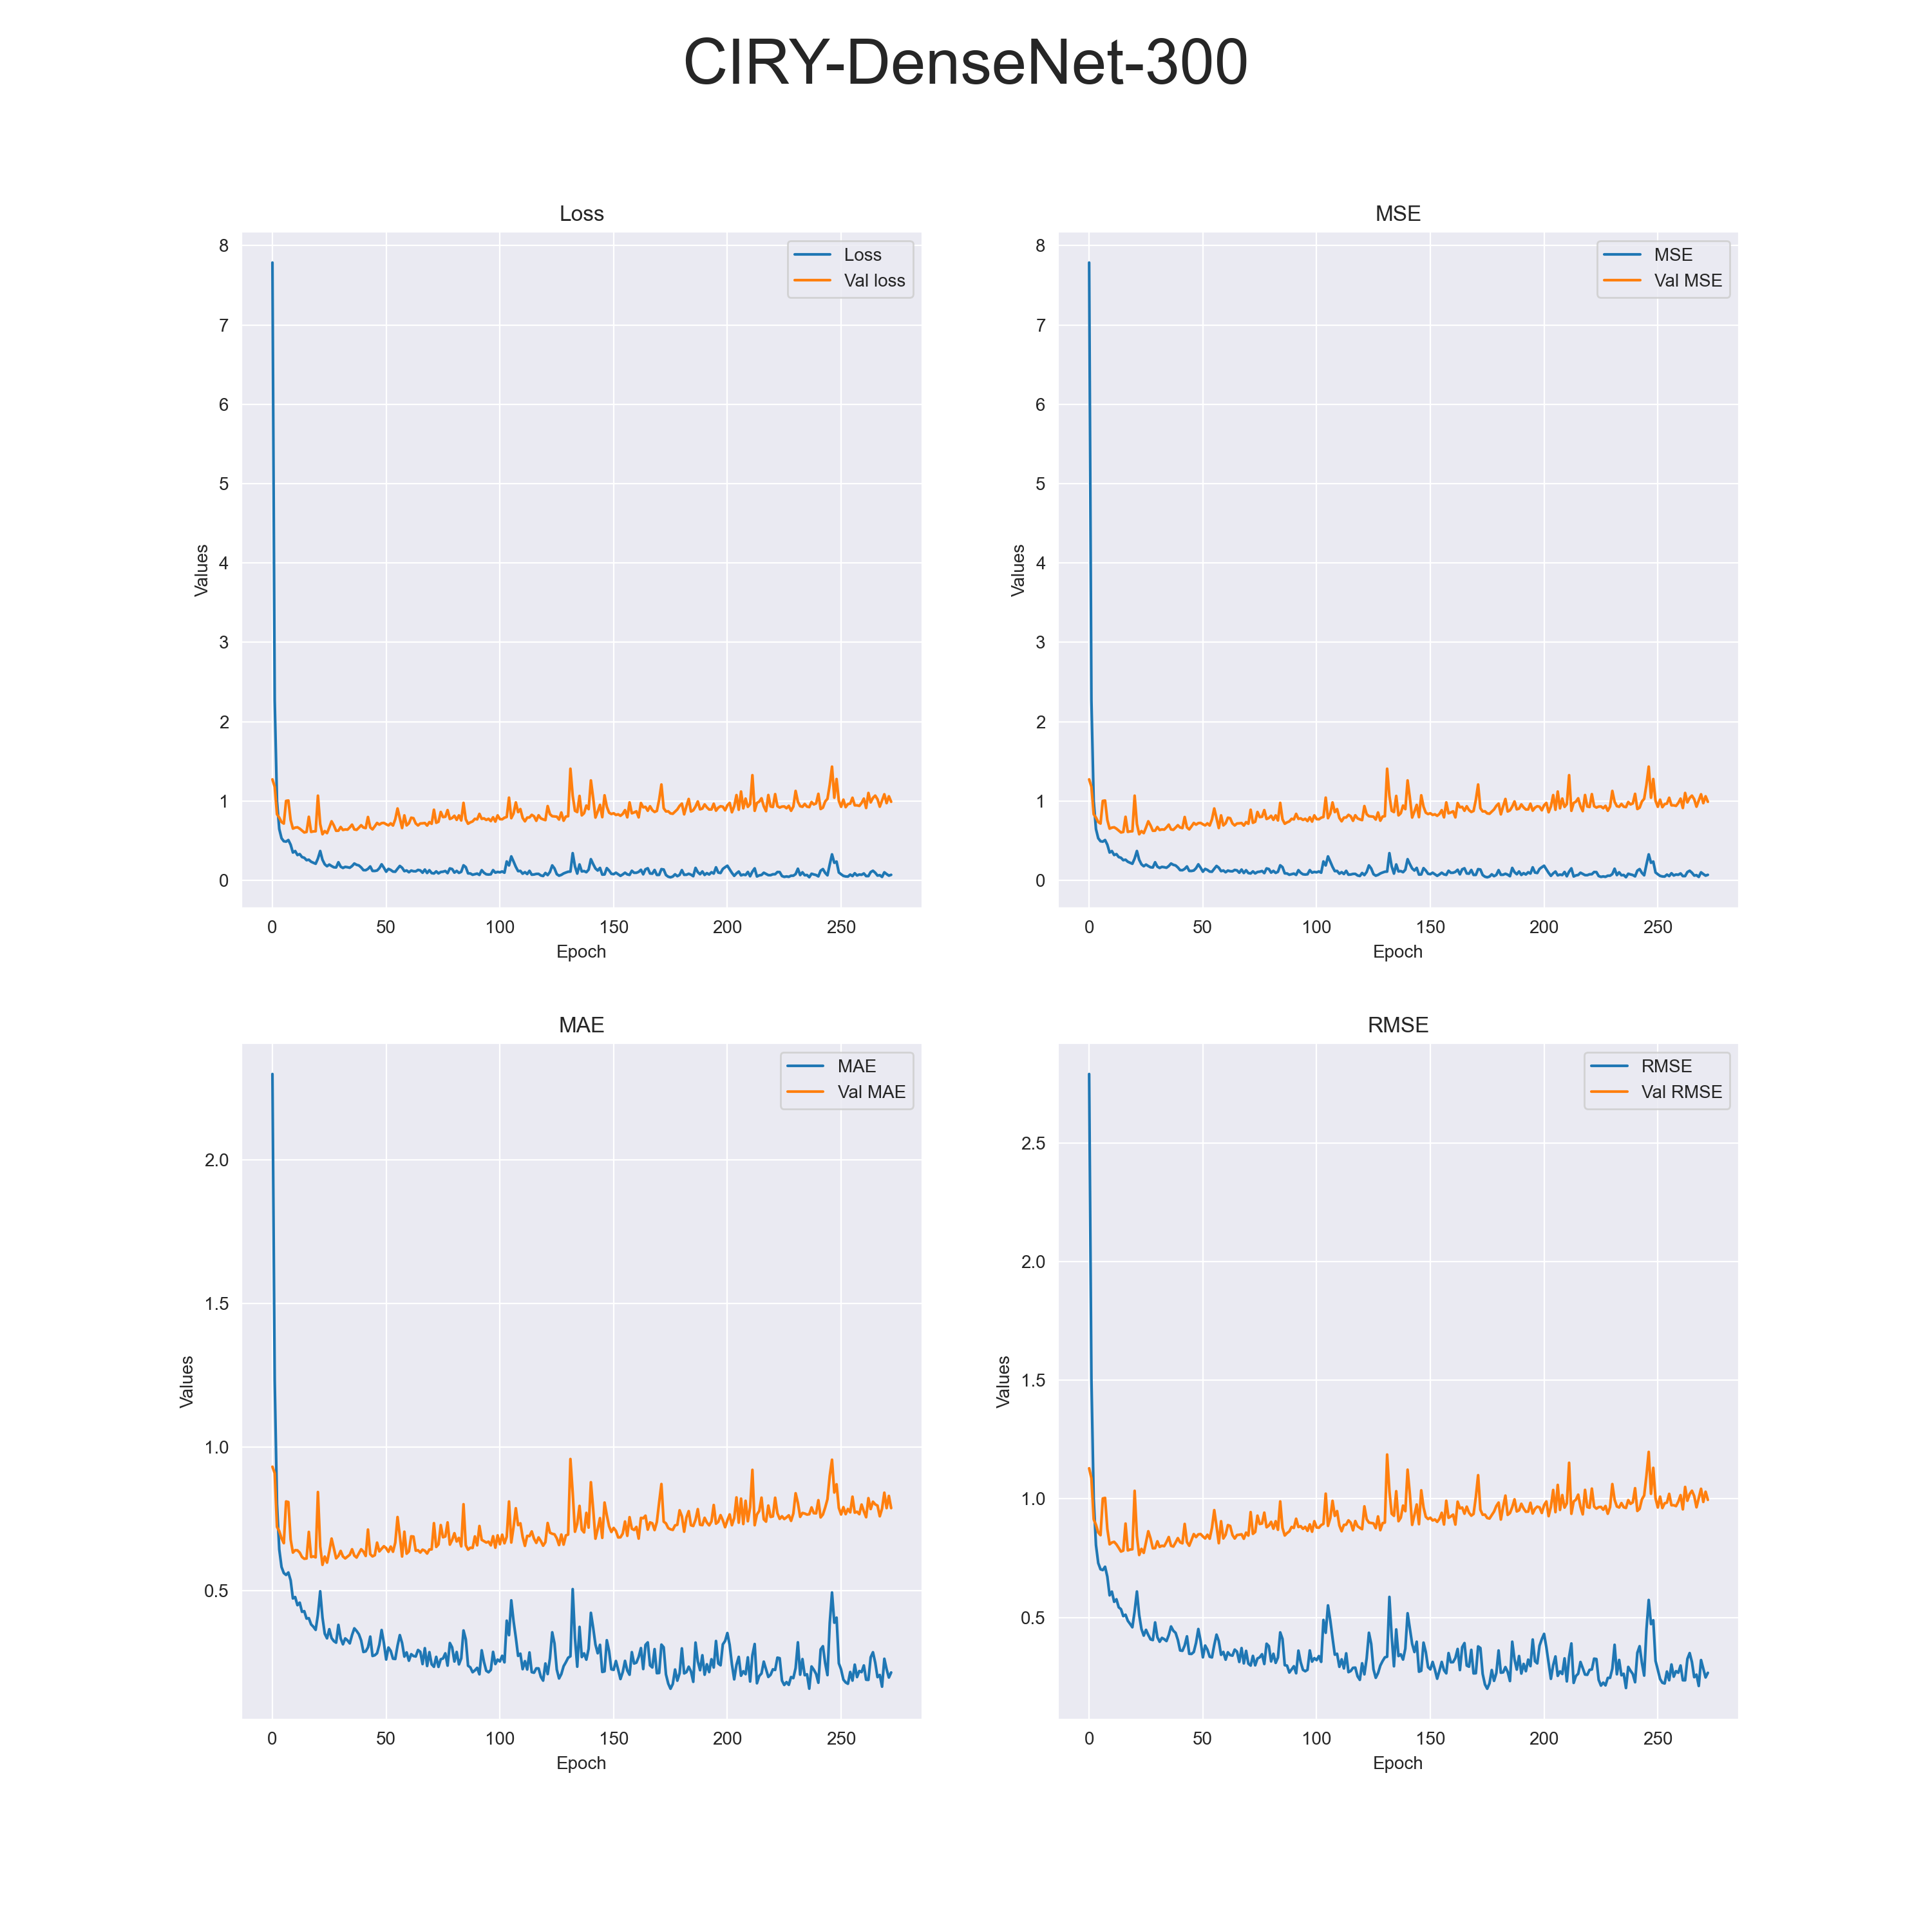 CIRY-DenseNet-300
Loss
8
7
6
5
4
3
2
1
0
Values
0 50 100 150 200 250
Epoch
Loss
Val loss
MSE
8
7
6
5
4
3
2
1
0
Values
0 50 100 150 200 250
Epoch
MSE
Val MSE
MAE
2.0
1.5
1.0
0.5
Values
0 50 100 150 200 250
Epoch
MAE
Val MAE
RMSE
2.5
2.0
1.5
1.0
0.5
Values
0 50 100 150 200 250
Epoch
RMSE
Val RMSE